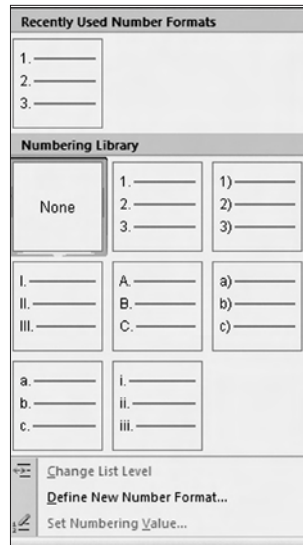 Recently Used Number Formats
1.
2.
3.
Numbering Library
None
1.
2.
3.
1)
2)
3)
I.
II.
III.
A.
B.
C.
a)
b)
c)
a.
b.
c.
i.
ii.
iii.
Change List Level
Define New Number Format...
Set Numbering Value...